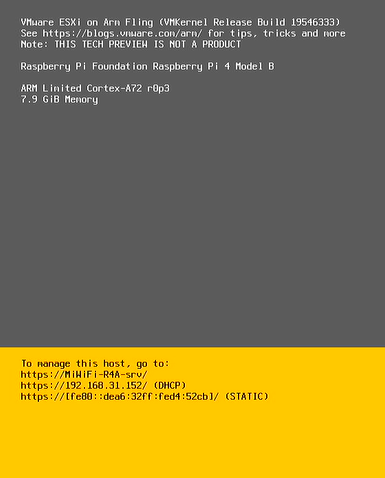 VMware ESXi on Arm Fling (VMKernel Release Build 19546333)
See https://blogs.vmware.com/arm/ for tips, tricks and more
Note: THIS TECH PREVIEW IS NOT A PRODUCT
Raspberry Pi Foundation Raspberry Pi 4 Model B
ARM Limited Cortex-A72 r0p3
7.9 GiB Memory
To manage this host, go to:
https://MiWiFi-R4A-srv/
https://192.168.31.152/ (DHCP)
https://[fe80::dea6:32ff:fed4:52cb]/ (STATIC)